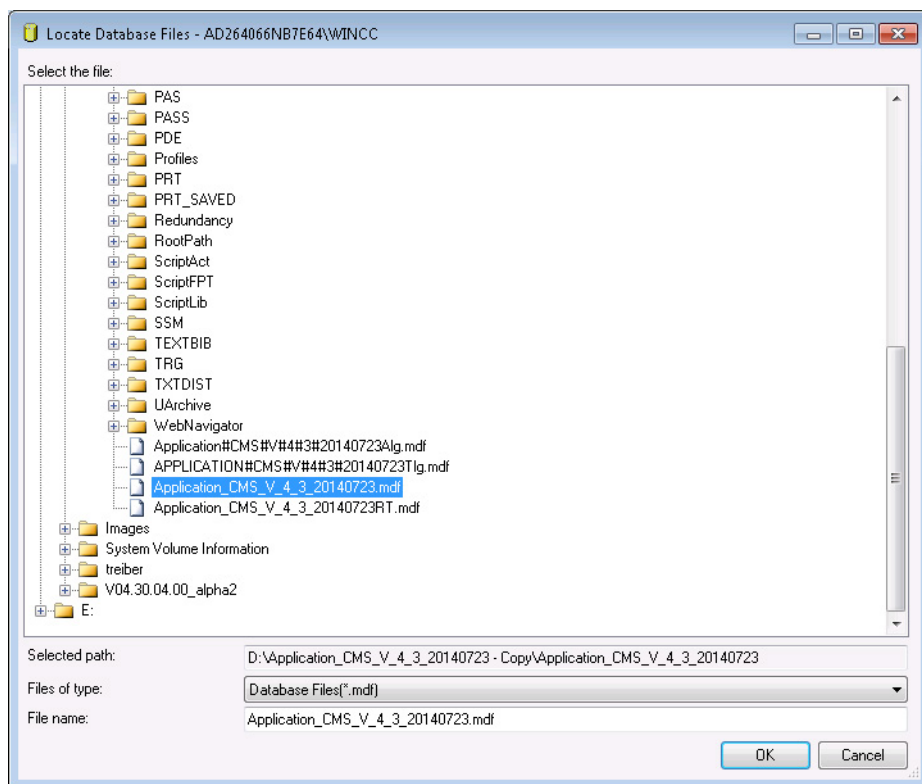 Locate Database Files - AD264066NB7E64\WINCC
Select the file:
PAS
PASS
PDE
Profiles
PRT
PRT_SAVED
Redundancy
RootPath
ScriptAct
ScriptFPT
ScriptLib
SSM
TEXTBIB
TRG
TXTDIST
UArchive
WebNavigator
Application#CMS#V#4#3#20140723Alg.mdf
APPLICATION#CMS#V#4#3#20140723Tlg.mdf
Application_CMS_V_4_3_20140723.mdf
Application_CMS_V_4_3_20140723RT.mdf
Images
System Volume Information
treiber
V04.30.04.00_alpha2
E:
Selected path: D:\Application_CMS_V_4_3_20140723 - Copy\Application_CMS_V_4_3_20140723
Files of type: Database Files(*.mdf)
File name: Application_CMS_V_4_3_20140723.mdf
OK Cancel